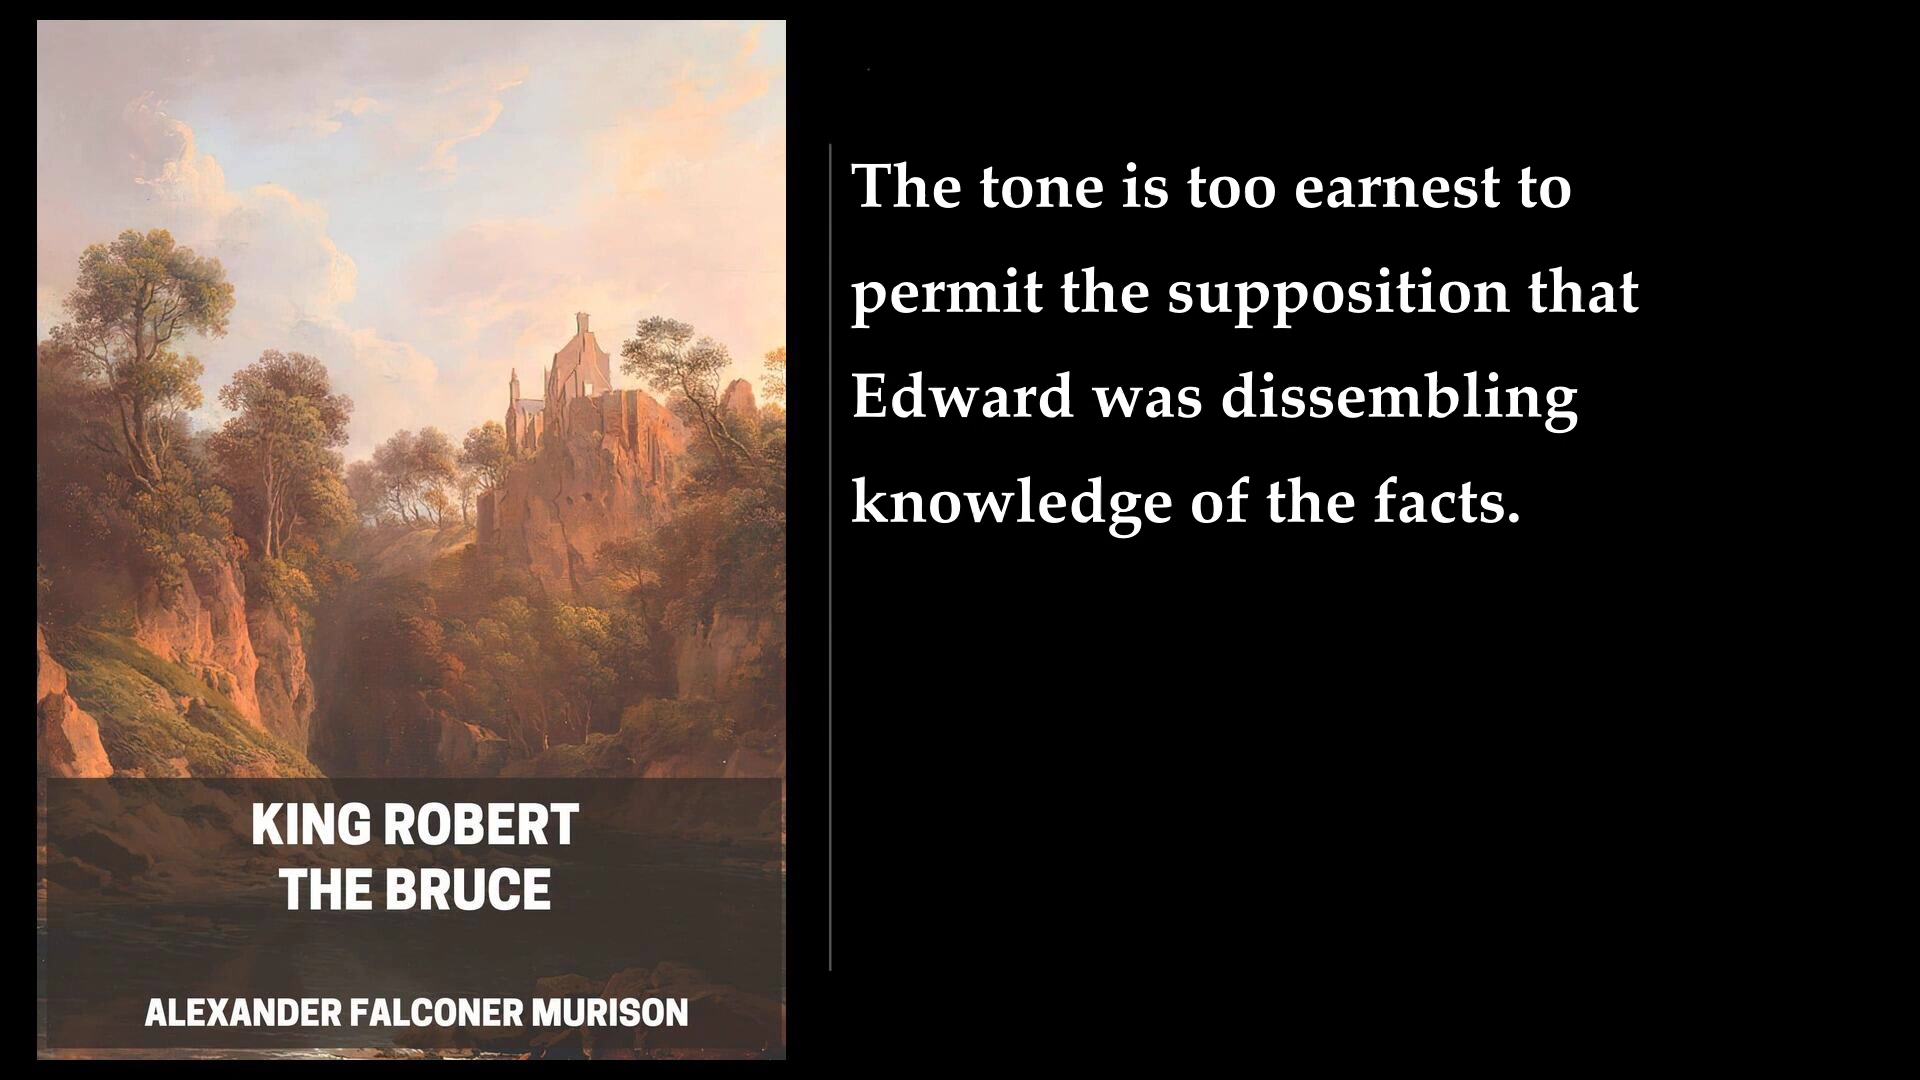 The tone is too earnest to
permit the supposition that
Edward was dissembling
knowledge of the facts.
KING ROBERT
THE BRUCE
ALEXANDER FALCONER MURISON